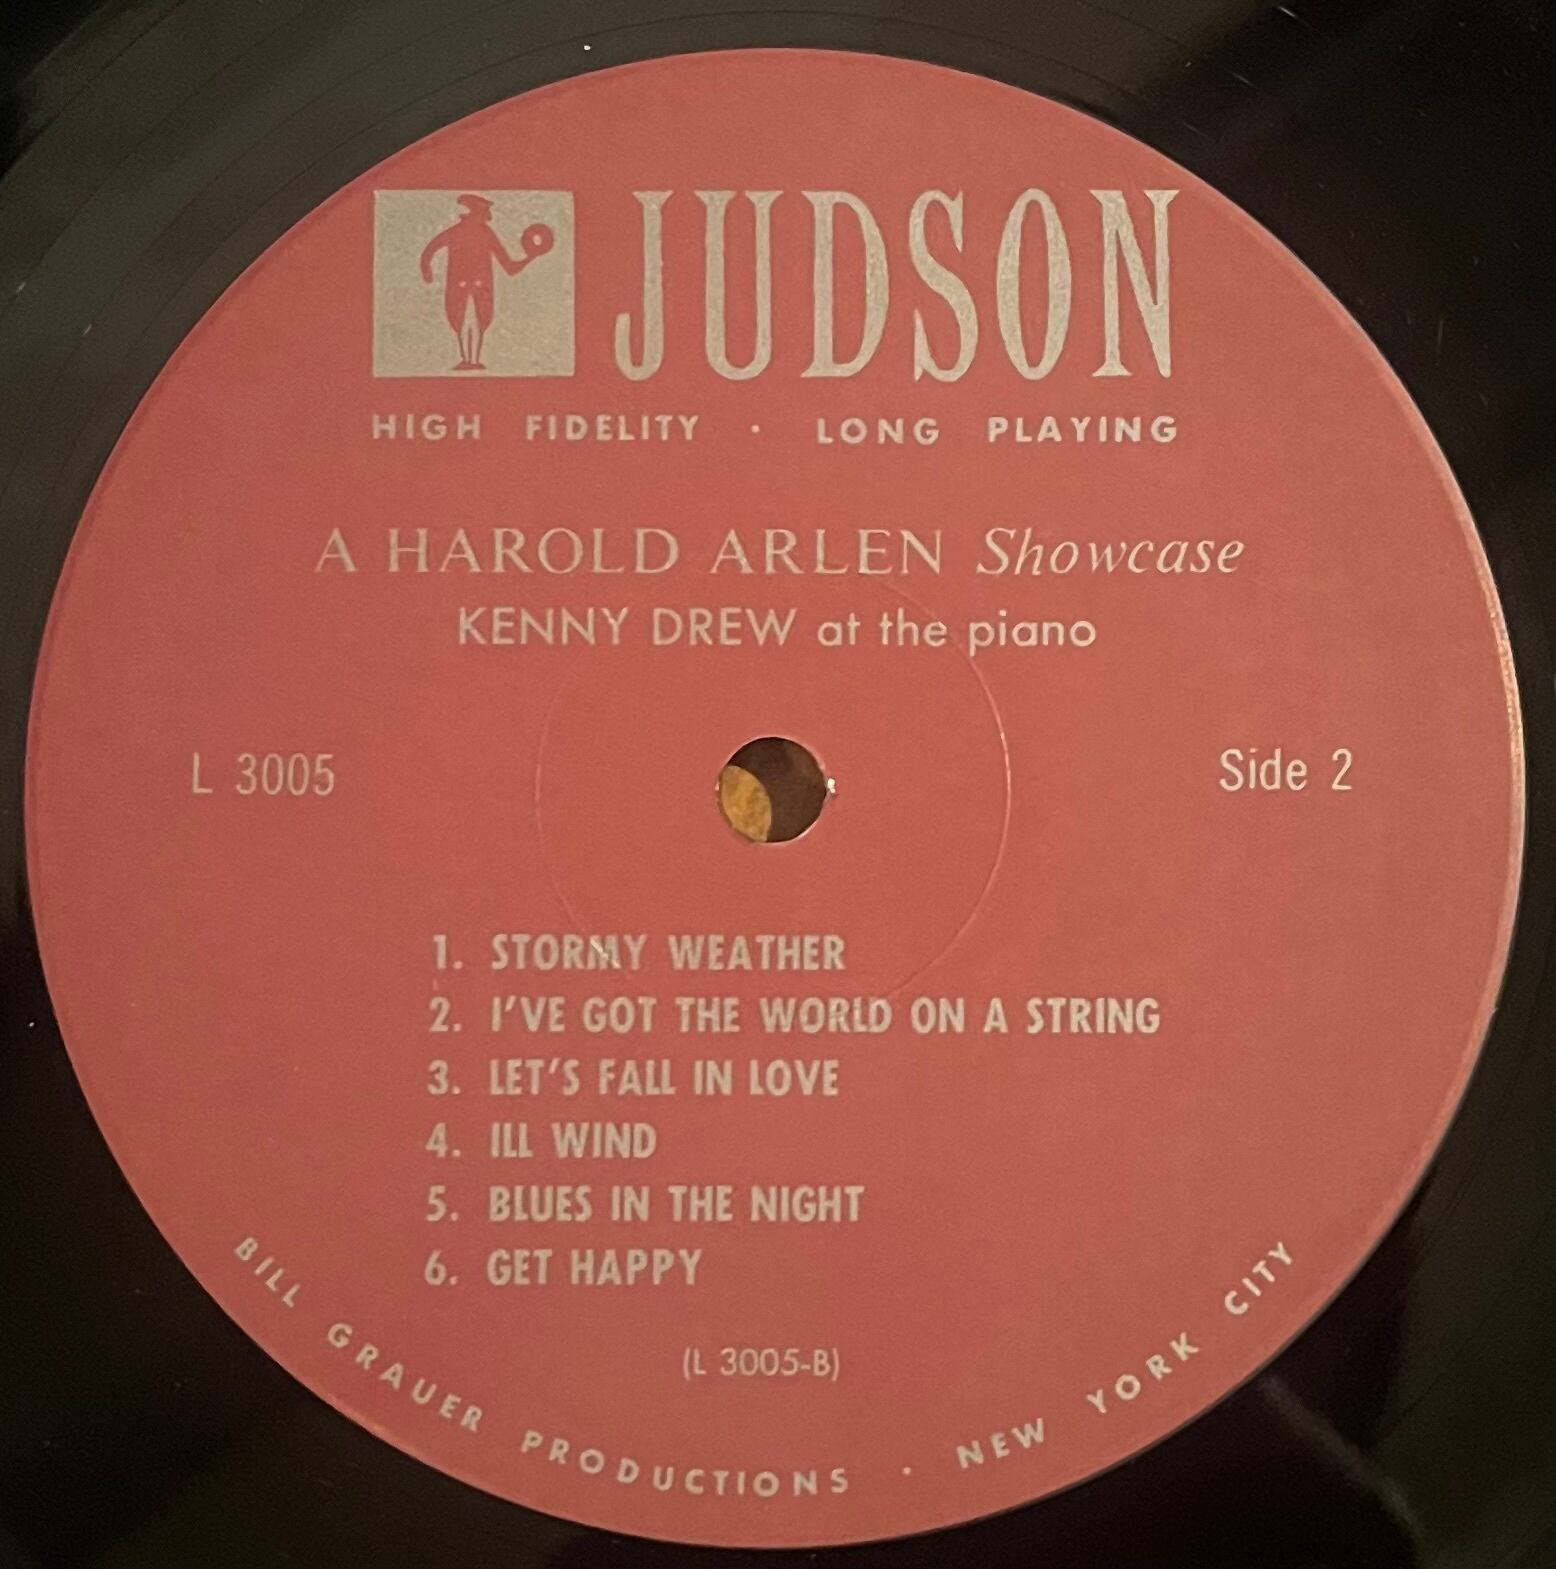 JUDSON
HIGH FIDELITY · LONG PLAYING
A HAROLD ARLEN Showcase
KENNY DREW at the piano
L 3005
Side 2
1. STORMY WEATHER
2. I'VE GOT THE WORLD ON A STRING
3. LET'S FALL IN LOVE
4. ILL WIND
5. BLUES IN THE NIGHT
6. GET HAPPY
(L 3005-B)
BILL GRAUER PRODUCTIONS · NEW YORK CITY